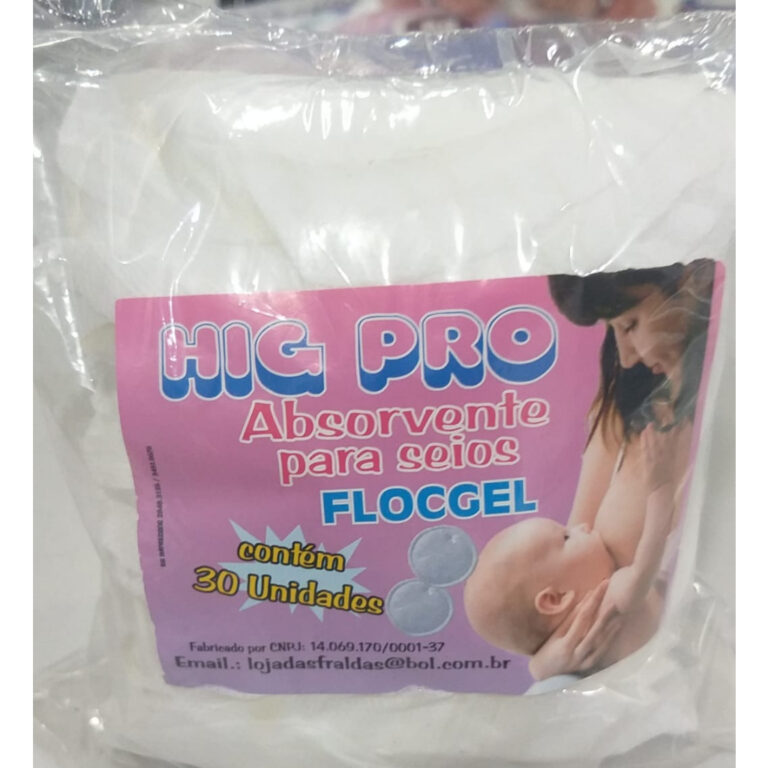 HIG PRO
Absorvente
para seios
FLOCGEL
contém
30 Unidades
Fabricado por CNPJ: 14.069.170/0001-37
Email.: lojadasfraldas@bol.com.br